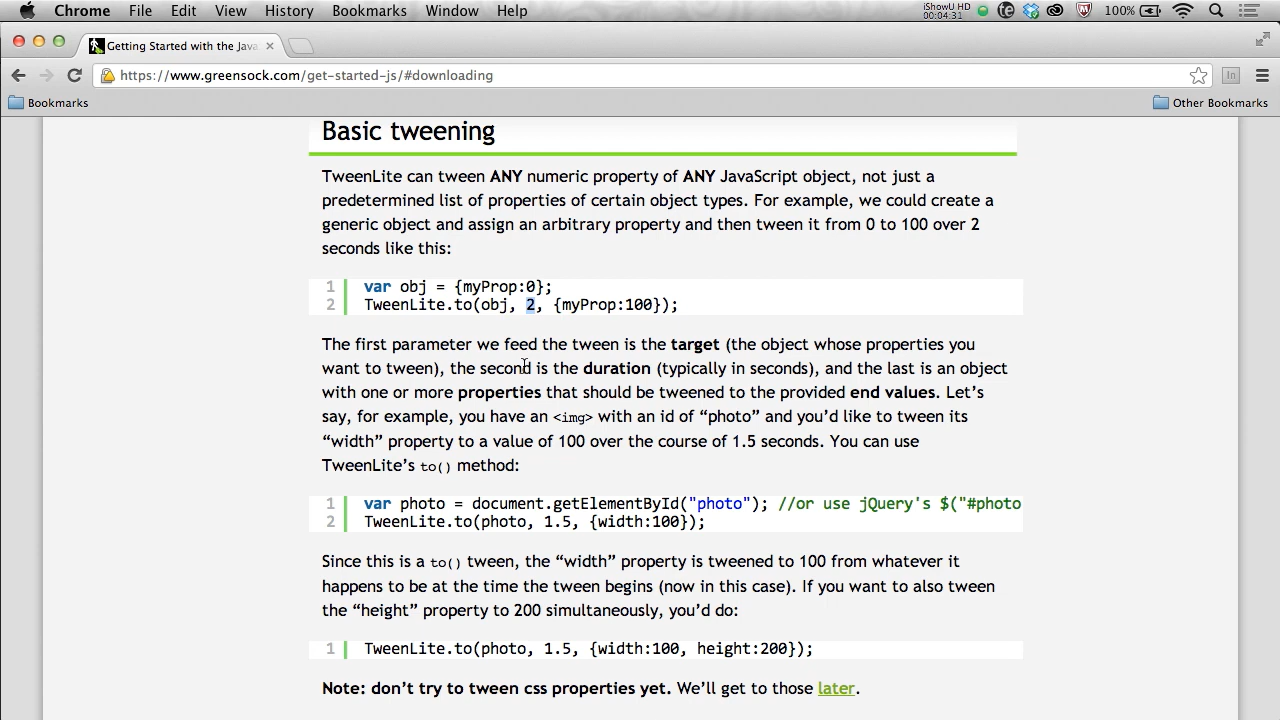 Chrome File Edit View History Bookmarks Window Help iShowU HD 00:04:31 100%
Getting Started with the Java
https://www.greensock.com/get-started-js/#downloading
Bookmarks Other Bookmarks
Basic tweening
TweenLite can tween ANY numeric property of ANY JavaScript object, not just a
predetermined list of properties of certain object types. For example, we could create a
generic object and assign an arbitrary property and then tween it from 0 to 100 over 2
seconds like this:
1 var obj = {myProp:0};
2 TweenLite.to(obj, 2, {myProp:100});
The first parameter we feed the tween is the target (the object whose properties you
want to tween), the second is the duration (typically in seconds), and the last is an object
with one or more properties that should be tweened to the provided end values. Let’s
say, for example, you have an <img> with an id of “photo” and you’d like to tween its
“width” property to a value of 100 over the course of 1.5 seconds. You can use
TweenLite’s to() method:
1 var photo = document.getElementById("photo"); //or use jQuery's $("#photo
2 TweenLite.to(photo, 1.5, {width:100});
Since this is a to() tween, the “width” property is tweened to 100 from whatever it
happens to be at the time the tween begins (now in this case). If you want to also tween
the “height” property to 200 simultaneously, you’d do:
1 TweenLite.to(photo, 1.5, {width:100, height:200});
Note: don’t try to tween css properties yet. We’ll get to those later.